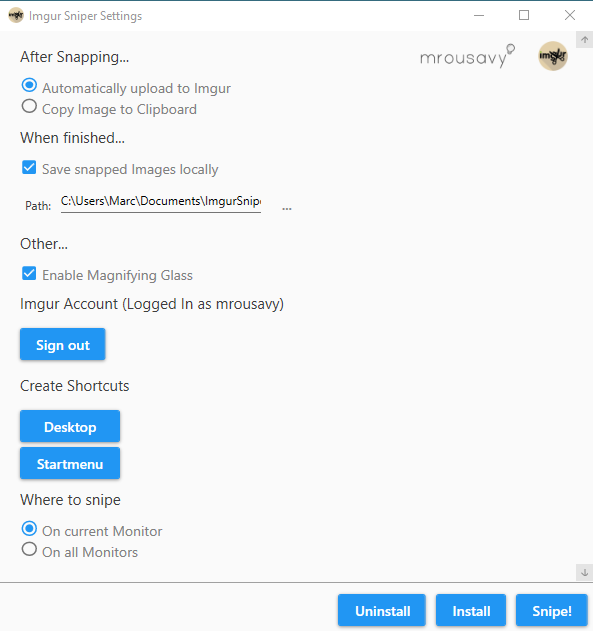 Imgur Sniper Settings
After Snapping...
mrousavy
imgur
Automatically upload to Imgur
Copy Image to Clipboard
When finished...
Save snapped Images locally
Path: C:\Users\Marc\Documents\ImgurSnipe ...
Other...
Enable Magnifying Glass
Imgur Account (Logged In as mrousavy)
Sign out
Create Shortcuts
Desktop
Startmenu
Where to snipe
On current Monitor
On all Monitors
Uninstall Install Snipe!